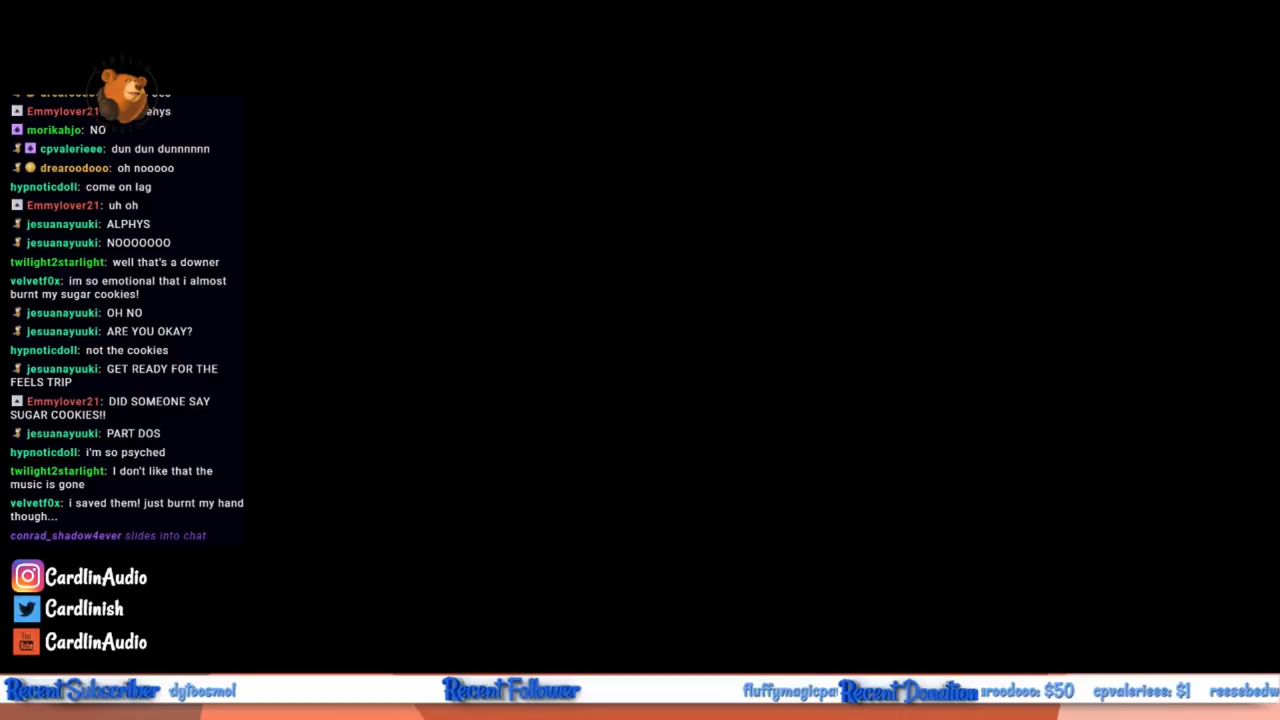 Emmylover21
morikahjo: NO
cpvalerieee: dun dun dunnnnnn
drearoodooo: oh nooooo
hypnoticdoll: come on lag
Emmylover21: uh oh
jesuanayuuki: ALPHYS
jesuanayuuki: NOOOOOOO
twilight2starlight: well that's a downer
velvetf0x: im so emotional that i almost
burnt my sugar cookies!
jesuanayuuki: OH NO
jesuanayuuki: ARE YOU OKAY?
hypnoticdoll: not the cookies
jesuanayuuki: GET READY FOR THE
FEELS TRIP
Emmylover21: DID SOMEONE SAY
SUGAR COOKIES!!
jesuanayuuki: PART DOS
hypnoticdoll: i'm so psyched
twilight2starlight: I don't like that the
music is gone
velvetf0x: i saved them! just burnt my hand
though...
conrad_shadow4ever slides into chat
CardlinAudio
Cardlinish
CardlinAudio
Recent Subscriber dyfoosmol Recent Follower fluffymagicpa Recent Donation aroodooo: $50 cpvalerieee: $1 reesebedw